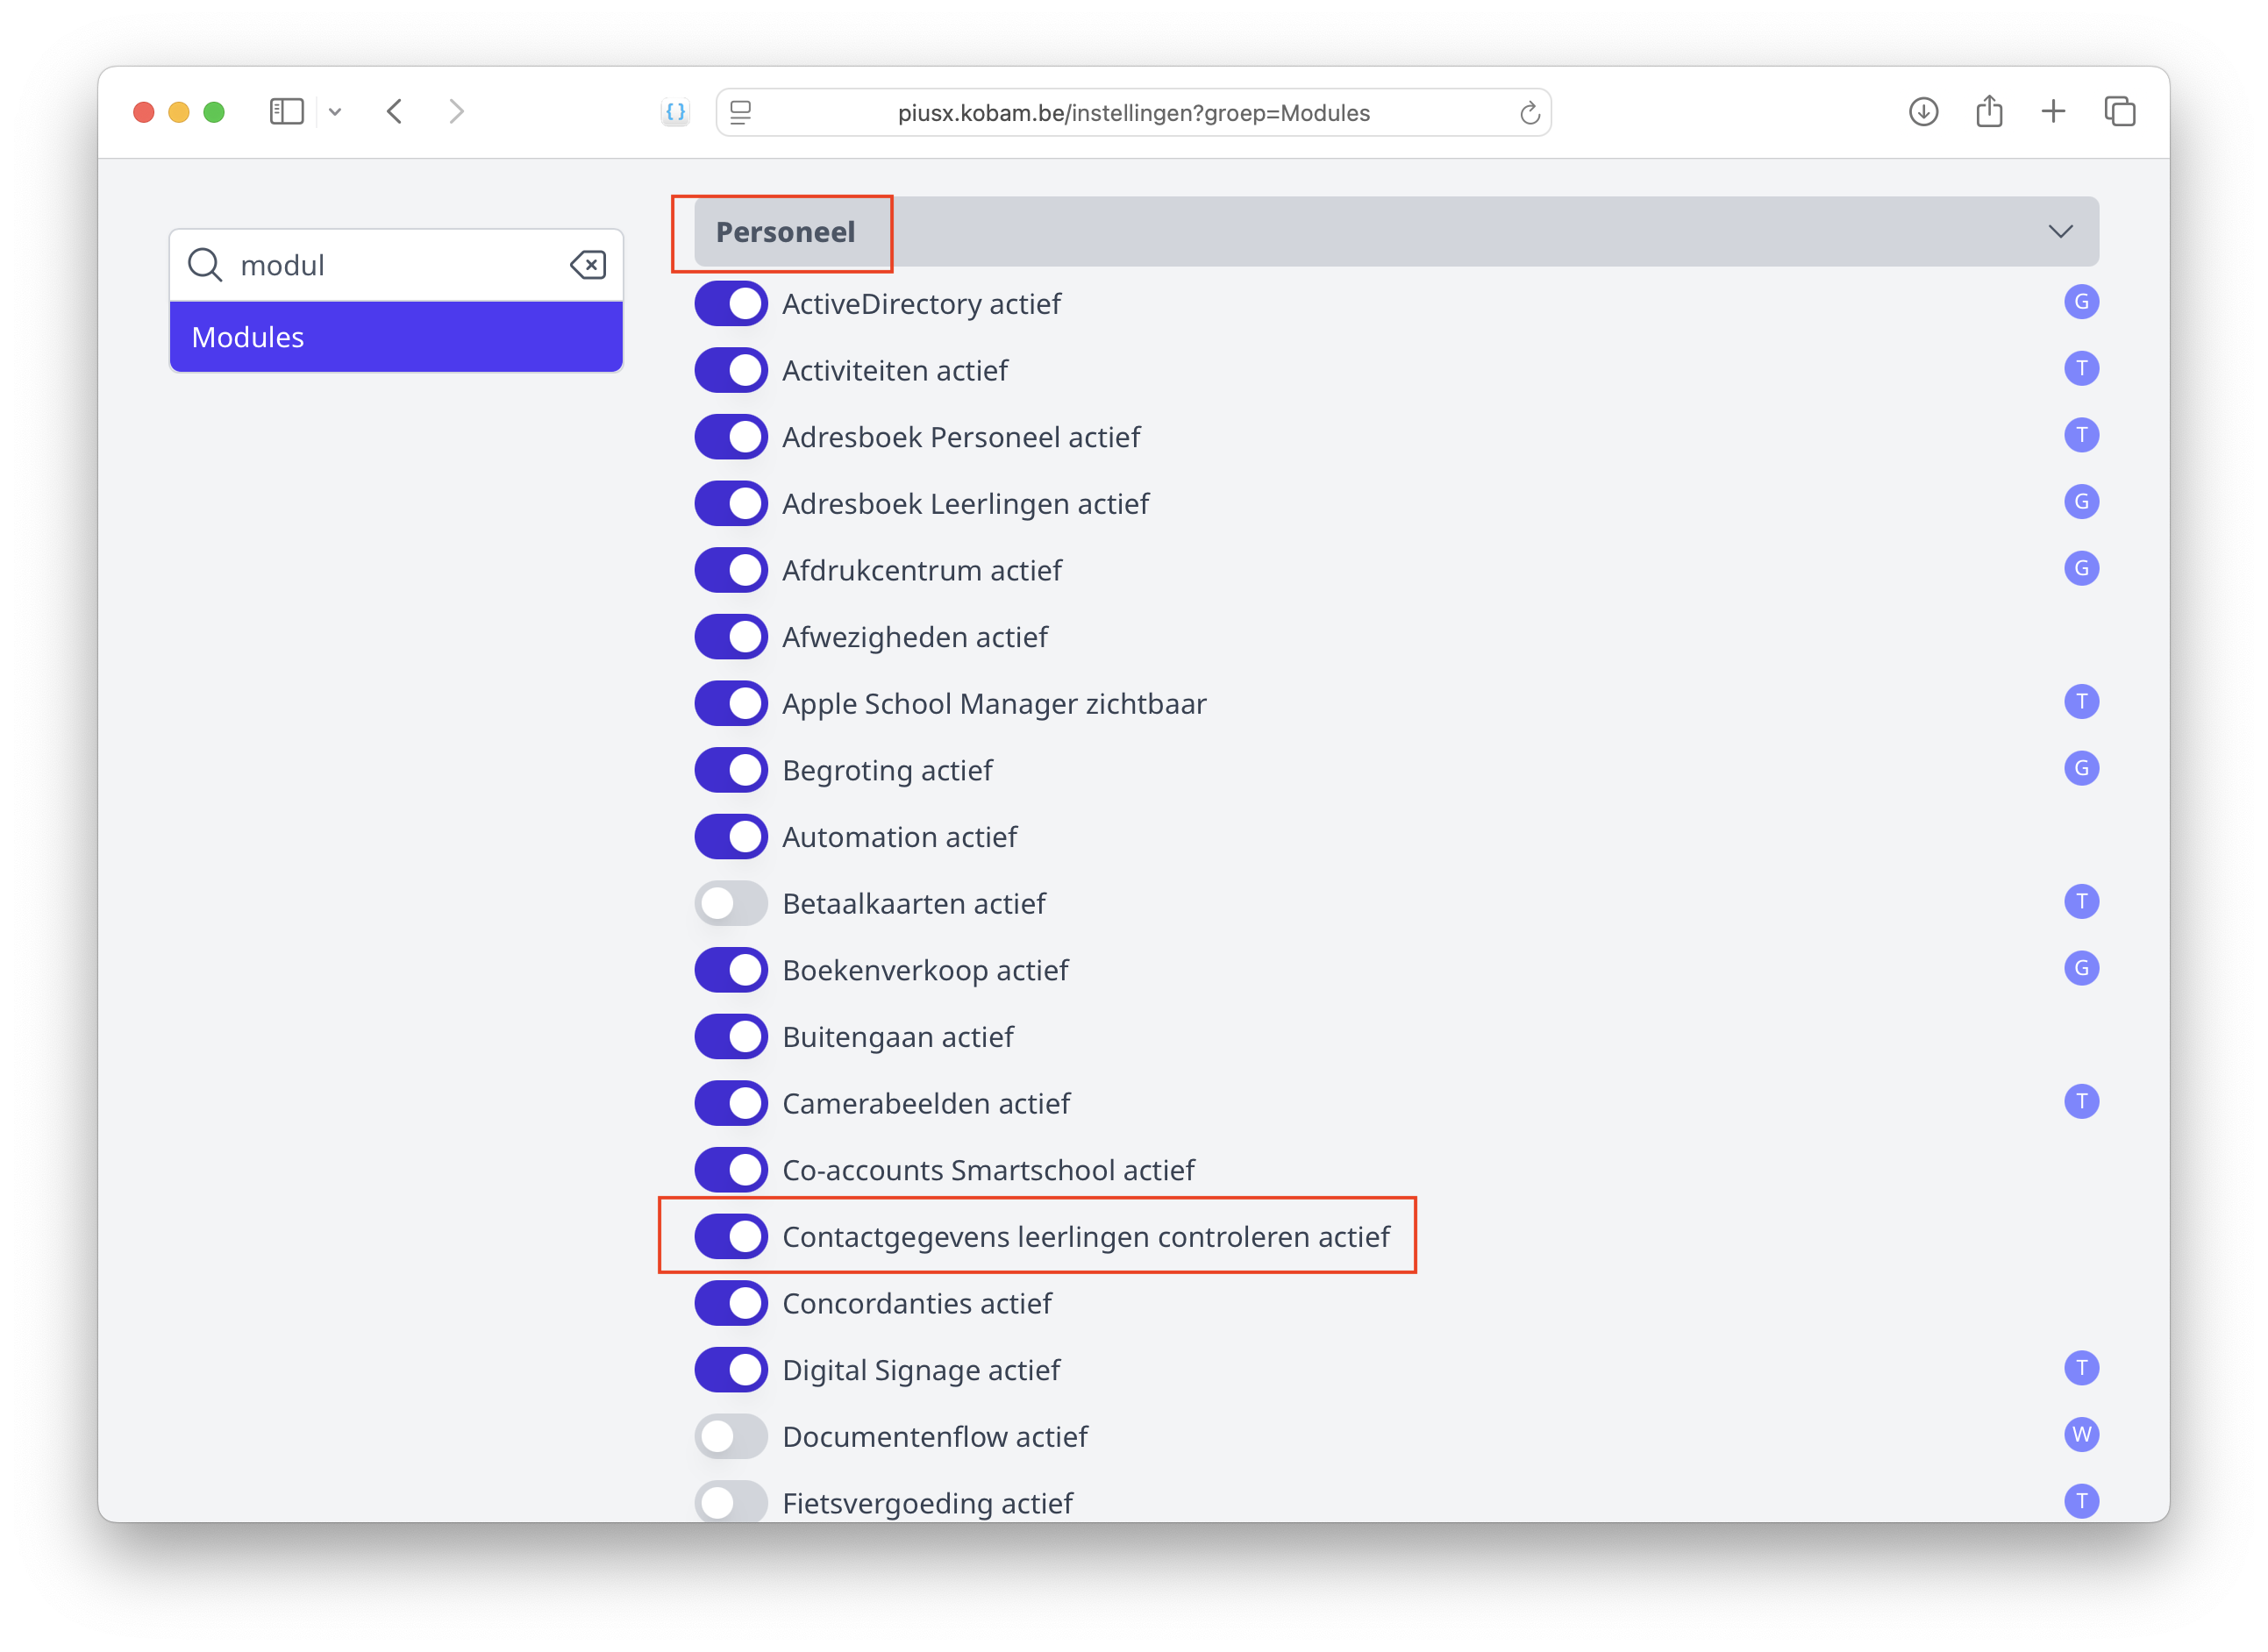 piusx.kobam.be/instellingen?groep=Modules
modul
Modules
Personeel
ActiveDirectory actief G
Activiteiten actief T
Adresboek Personeel actief T
Adresboek Leerlingen actief G
Afdrukcentrum actief G
Afwezigheden actief
Apple School Manager zichtbaar T
Begroting actief G
Automation actief
Betaalkaarten actief T
Boekenverkoop actief G
Buitengaan actief
Camerabeelden actief T
Co-accounts Smartschool actief
Contactgegevens leerlingen controleren actief
Concordanties actief
Digital Signage actief T
Documentenflow actief W
Fietsvergoeding actief T